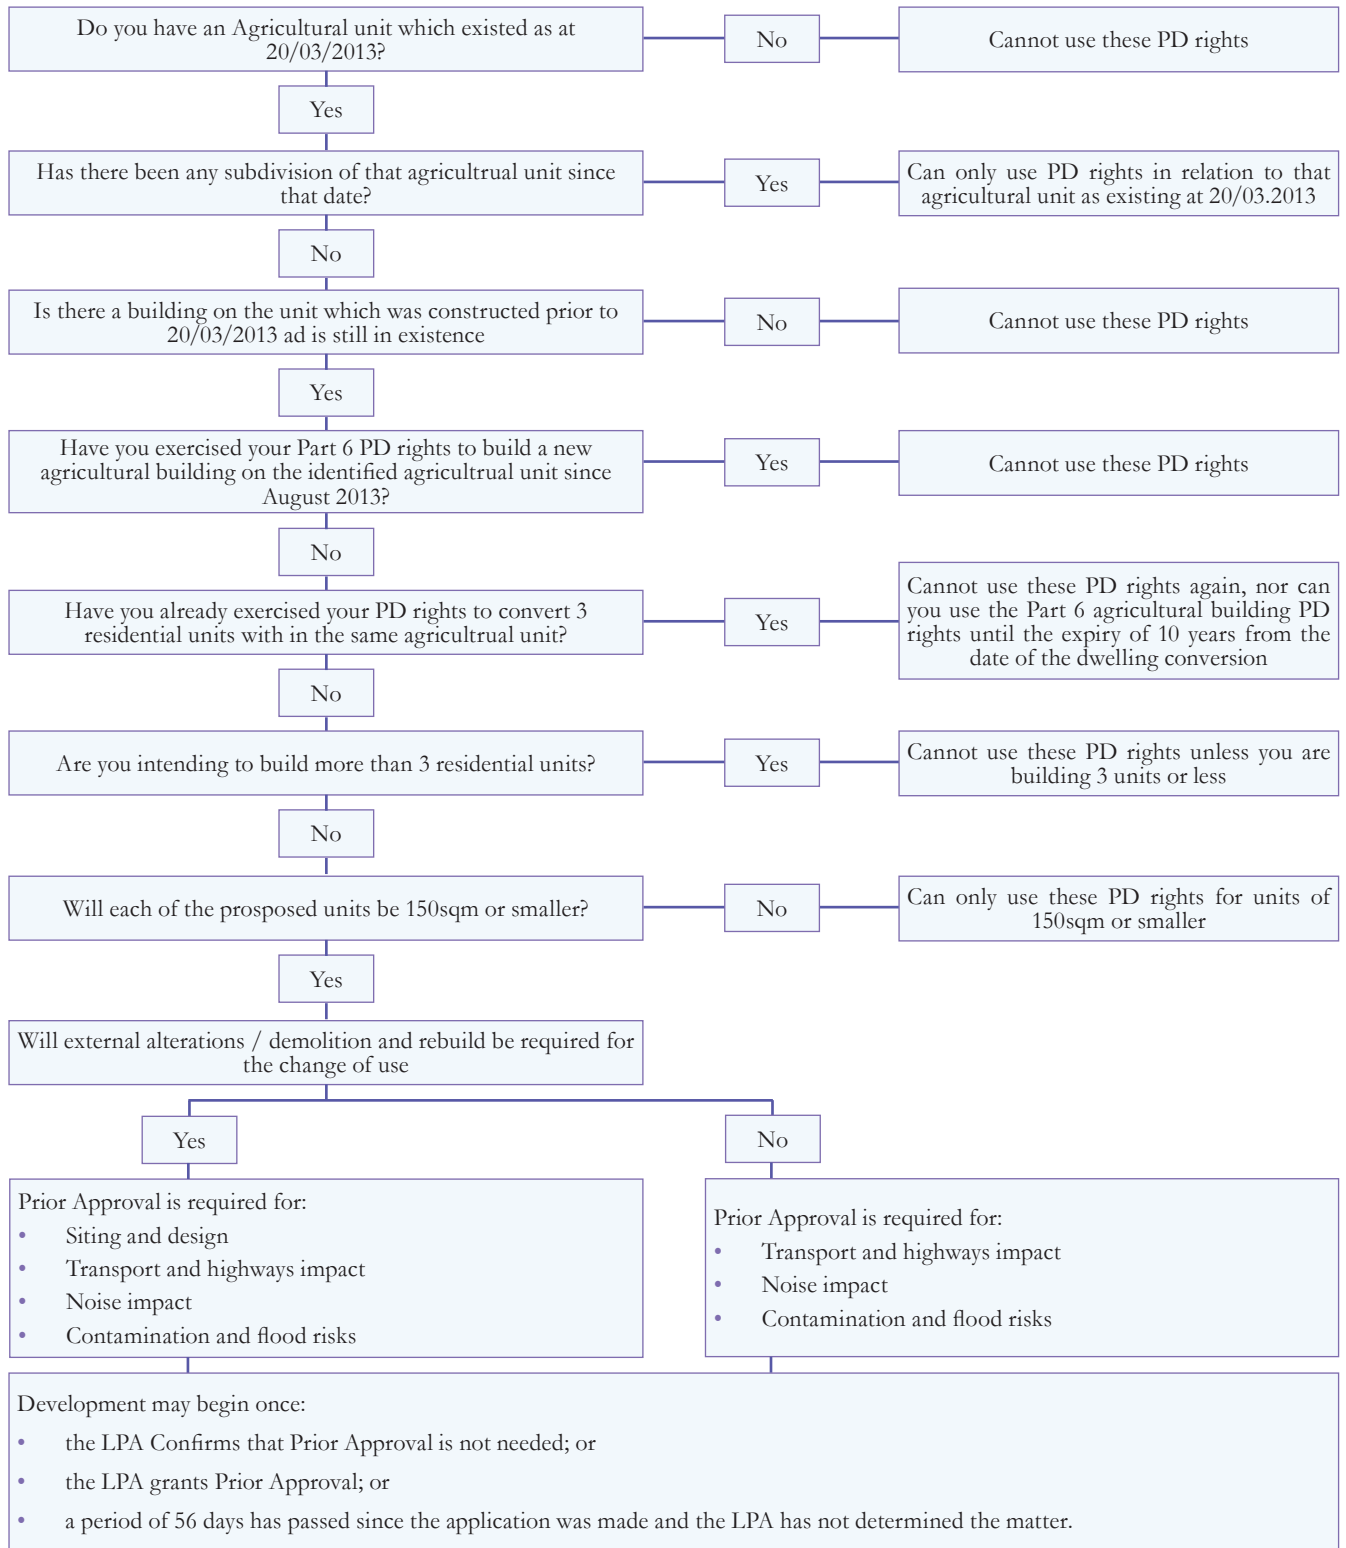 Do you have an Agricultural unit which existed as at
20/03/2013?
No
Cannot use these PD rights
Yes
Has there been any subdivision of that agricultrual unit since
that date?
Yes
Can only use PD rights in relation to that
agricultural unit as existing at 20/03.2013
No
Is there a building on the unit which was constructed prior to
20/03/2013 ad is still in existence
No
Cannot use these PD rights
Yes
Have you exercised your Part 6 PD rights to build a new
agricultural building on the identified agricultrual unit since
August 2013?
Yes
Cannot use these PD rights
No
Have you already exercised your PD rights to convert 3
residential units with in the same agricultrual unit?
Yes
Cannot use these PD rights again, nor can
you use the Part 6 agricultural building PD
rights until the expiry of 10 years from the
date of the dwelling conversion
No
Are you intending to build more than 3 residential units?
Yes
Cannot use these PD rights unless you are
building 3 units or less
No
Will each of the prosposed units be 150sqm or smaller?
No
Can only use these PD rights for units of
150sqm or smaller
Yes
Will external alterations / demolition and rebuild be required for
the change of use
Yes
No
Prior Approval is required for:
• Siting and design
• Transport and highways impact
• Noise impact
• Contamination and flood risks
Prior Approval is required for:
• Transport and highways impact
• Noise impact
• Contamination and flood risks
Development may begin once:
• the LPA Confirms that Prior Approval is not needed; or
• the LPA grants Prior Approval; or
• a period of 56 days has passed since the application was made and the LPA has not determined the matter.